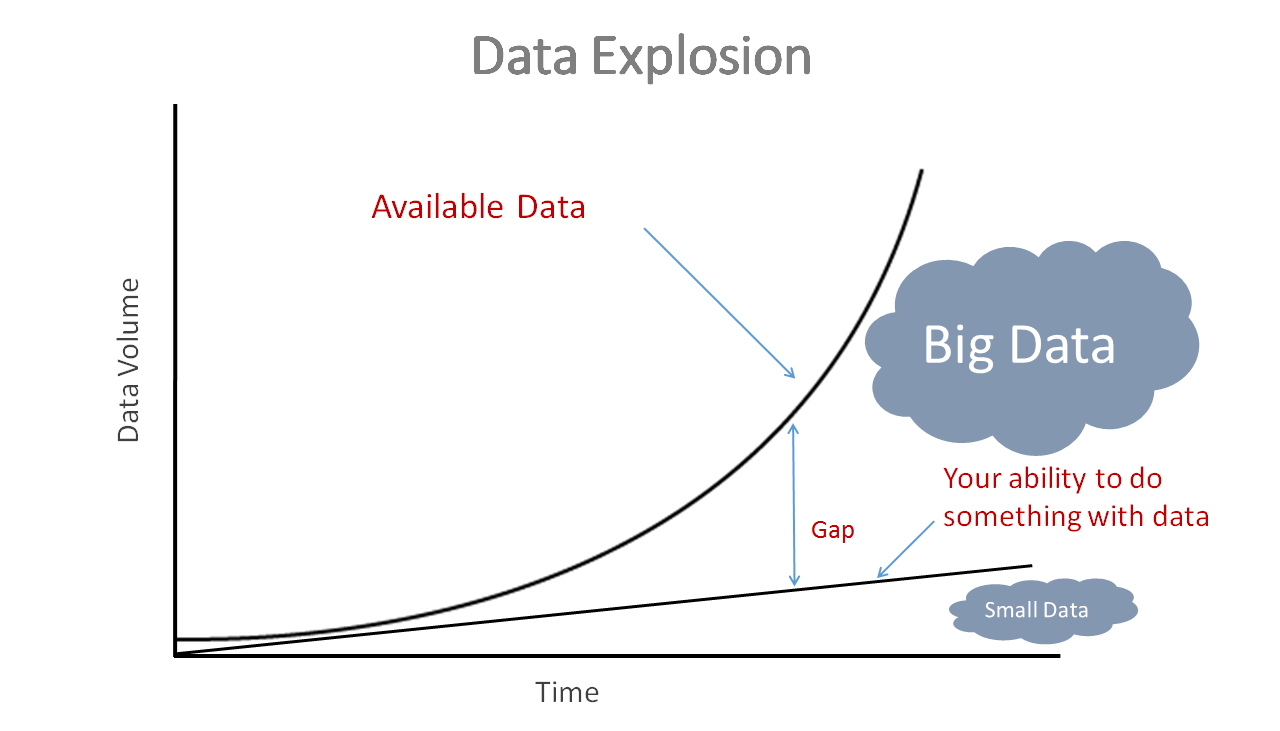 Data Explosion
Available Data
Data Volume
Big Data
Your ability to do
something with data
Gap
Small Data
Time